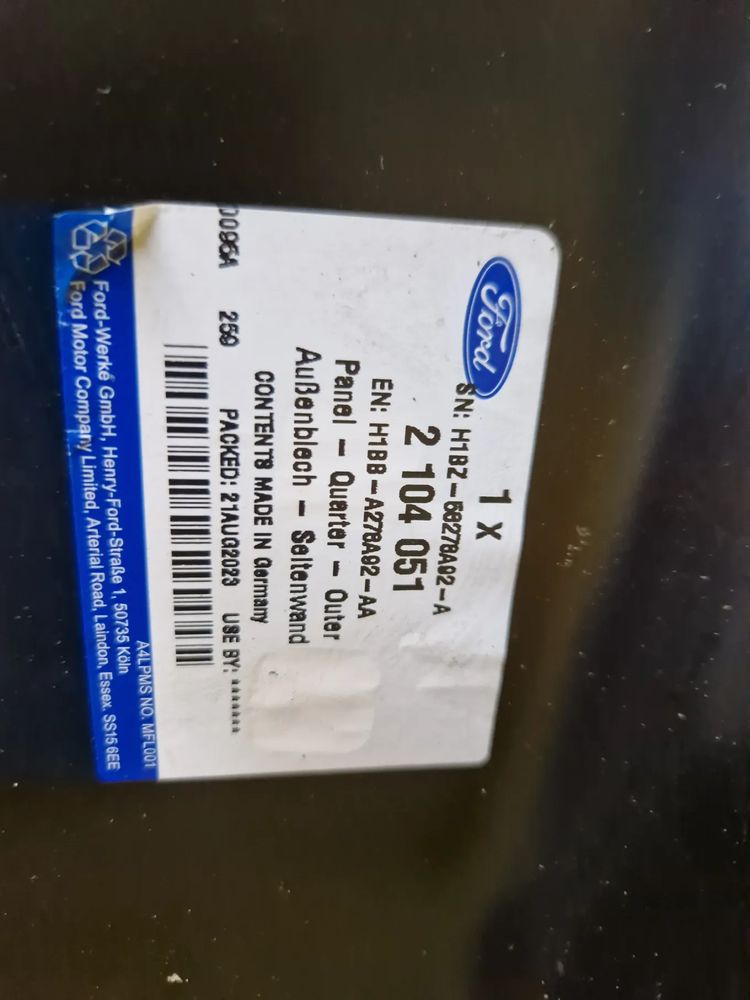 Ford
1 X
SN: H1BZ-58278A92-A
2 104 051
EN: H1BB-A278A92-AA
Panel - Quarter - Outer
Außenblech - Seitenwand
CONTENTS MADE IN Germany
259 PACKED: 21AUG2023 USE BY: *******
A4LPMS NO. MFL001
Ford-Werke GmbH, Henry-Ford-Straße 1, 50735 Köln
Ford Motor Company Limited, Arterial Road, Laindon, Essex. SS15 6EE